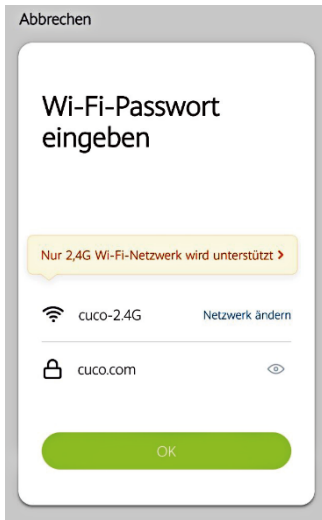 Abbrechen
Wi-Fi-Passwort
eingeben
Nur 2,4G Wi-Fi-Netzwerk wird unterstützt >
cuco-2.4G Netzwerk ändern
cuco.com
OK